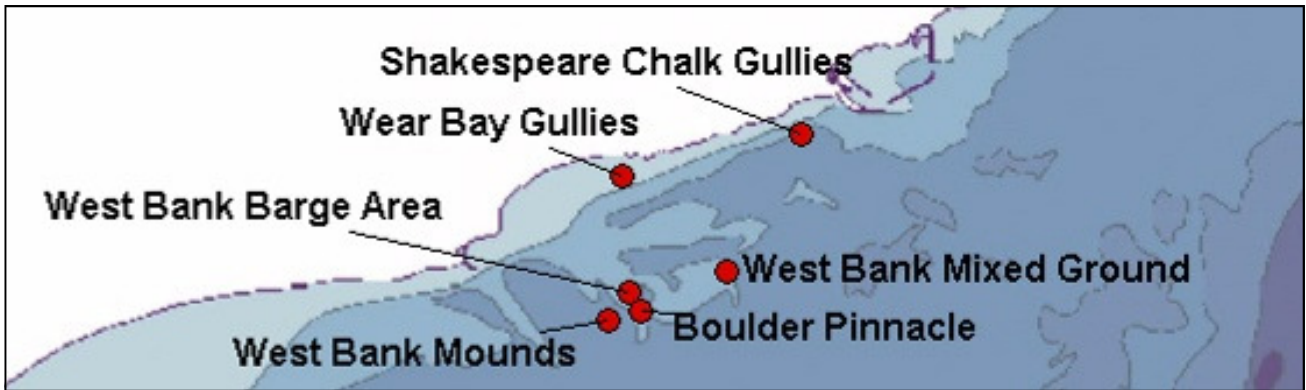 Shakespeare Chalk Gullies
Wear Bay Gullies
West Bank Barge Area
West Bank Mixed Ground
Boulder Pinnacle
West Bank Mounds